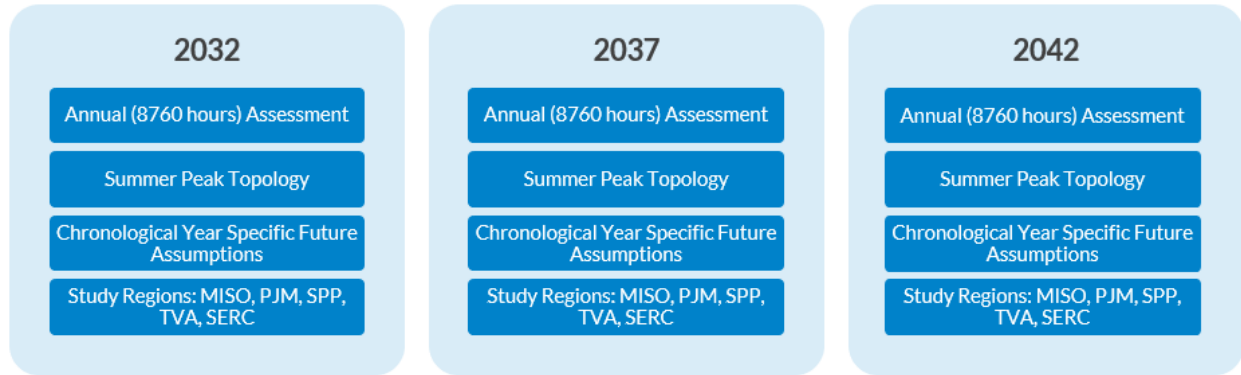 2032
Annual (8760 hours) Assessment
Summer Peak Topology
Chronological Year Specific Future
Assumptions
Study Regions: MISO, PJM, SPP,
TVA, SERC
2037
Annual (8760 hours) Assessment
Summer Peak Topology
Chronological Year Specific Future
Assumptions
Study Regions: MISO, PJM, SPP,
TVA, SERC
2042
Annual (8760 hours) Assessment
Summer Peak Topology
Chronological Year Specific Future
Assumptions
Study Regions: MISO, PJM, SPP,
TVA, SERC